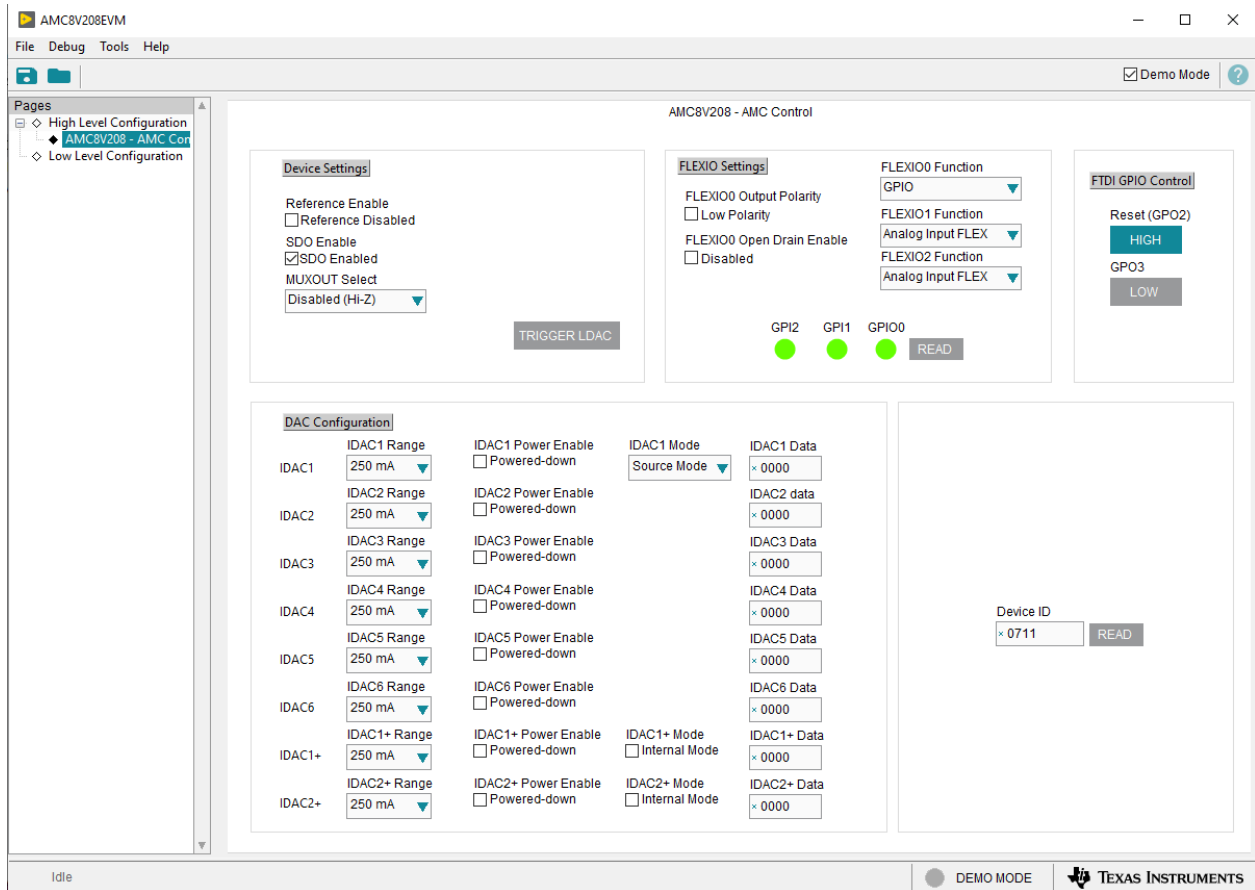 AMC8V208EVM
File Debug Tools Help
Demo Mode
Pages
High Level Configuration
AMC8V208 - AMC Con
Low Level Configuration
AMC8V208 - AMC Control
Device Settings
Reference Enable
Reference Disabled
SDO Enable
SDO Enabled
MUXOUT Select
Disabled (Hi-Z)
TRIGGER LDAC
FLEXIO Settings
FLEXIO0 Output Polarity
Low Polarity
FLEXIO0 Open Drain Enable
Disabled
FLEXIO0 Function
GPIO
FLEXIO1 Function
Analog Input FLEX
FLEXIO2 Function
Analog Input FLEX
GPI2 GPI1 GPIO0
READ
FTDI GPIO Control
Reset (GPO2)
HIGH
GPO3
LOW
DAC Configuration
IDAC1 Range IDAC1 Power Enable IDAC1 Mode IDAC1 Data
IDAC1 250 mA Powered-down Source Mode × 0000
IDAC2 Range IDAC2 Power Enable IDAC2 data
IDAC2 250 mA Powered-down × 0000
IDAC3 Range IDAC3 Power Enable IDAC3 Data
IDAC3 250 mA Powered-down × 0000
IDAC4 Range IDAC4 Power Enable IDAC4 Data
IDAC4 250 mA Powered-down × 0000
IDAC5 Range IDAC5 Power Enable IDAC5 Data
IDAC5 250 mA Powered-down × 0000
IDAC6 Range IDAC6 Power Enable IDAC6 Data
IDAC6 250 mA Powered-down × 0000
IDAC1+ Range IDAC1+ Power Enable IDAC1+ Mode IDAC1+ Data
IDAC1+ 250 mA Powered-down Internal Mode × 0000
IDAC2+ Range IDAC2+ Power Enable IDAC2+ Mode IDAC2+ Data
IDAC2+ 250 mA Powered-down Internal Mode × 0000
Device ID
× 0711 READ
Idle
DEMO MODE
TEXAS INSTRUMENTS